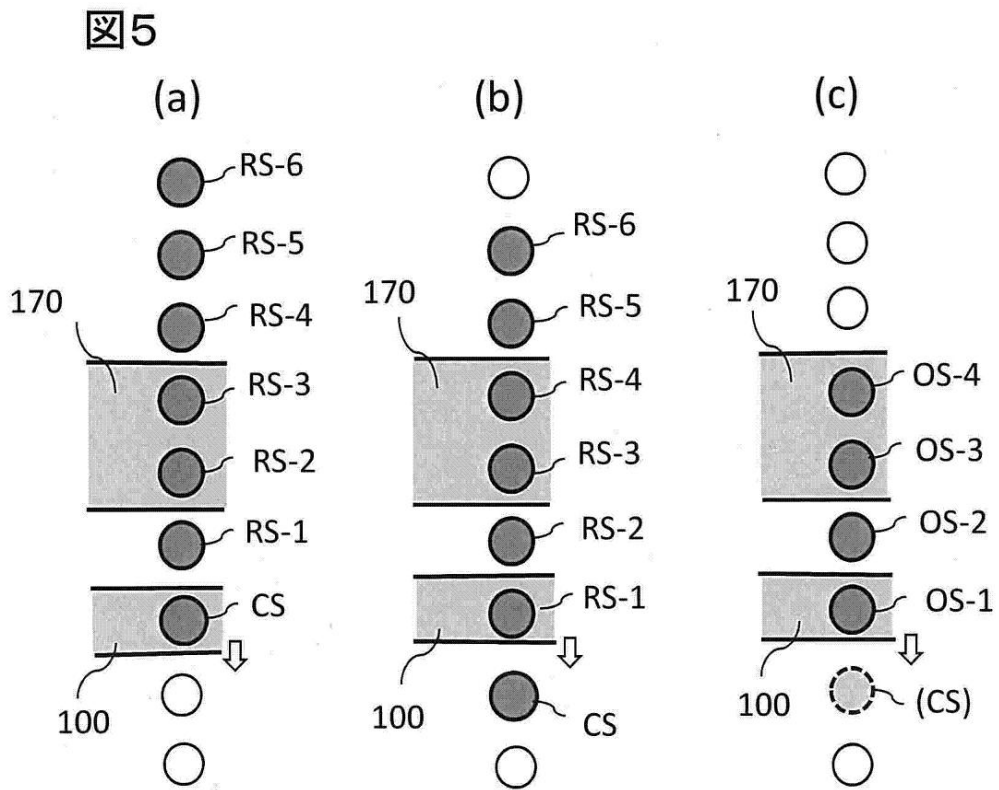 図5
(a)
RS-6
RS-5
170
RS-4
RS-3
RS-2
RS-1
CS
100
(b)
RS-6
170
RS-5
RS-4
RS-3
RS-2
RS-1
100
CS
(c)
170
OS-4
OS-3
OS-2
OS-1
100
(CS)